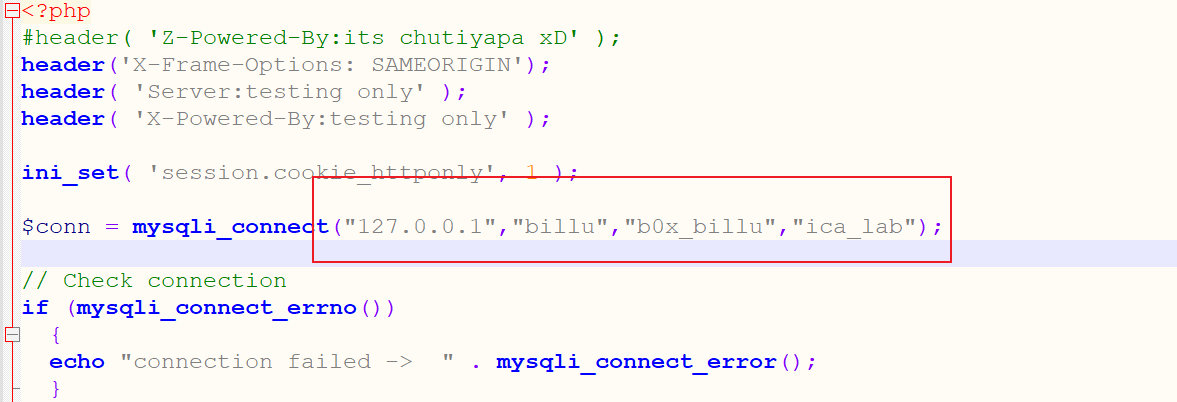 <?php
#header( 'Z-Powered-By:its chutiyapa xD' );
header('X-Frame-Options: SAMEORIGIN');
header( 'Server:testing only' );
header( 'X-Powered-By:testing only' );
ini_set( 'session.cookie_httponly', 1 );
$conn = mysqli_connect("127.0.0.1","billu","b0x_billu","ica_lab");
// Check connection
if (mysqli_connect_errno())
{
echo "connection failed ->  " . mysqli_connect_error();
}